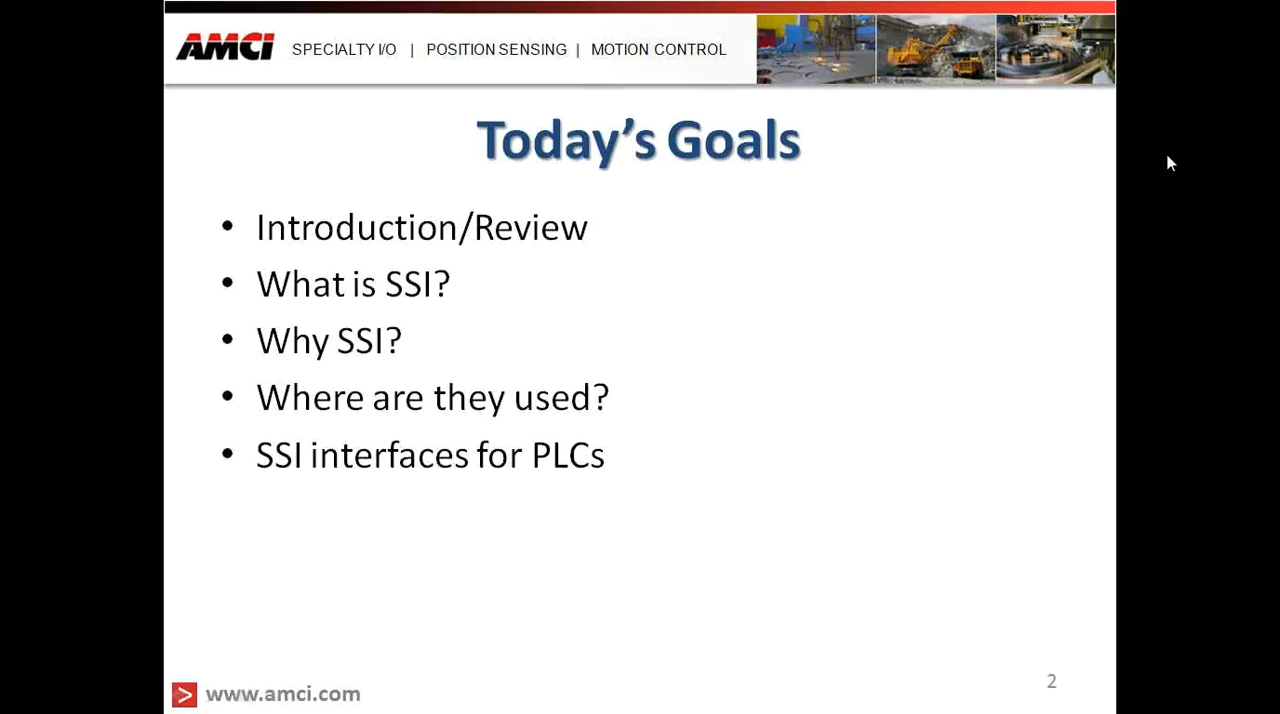 AMCI SPECIALTY I/O | POSITION SENSING | MOTION CONTROL
Today's Goals
• Introduction/Review
• What is SSI?
• Why SSI?
• Where are they used?
• SSI interfaces for PLCs
> www.amci.com
2